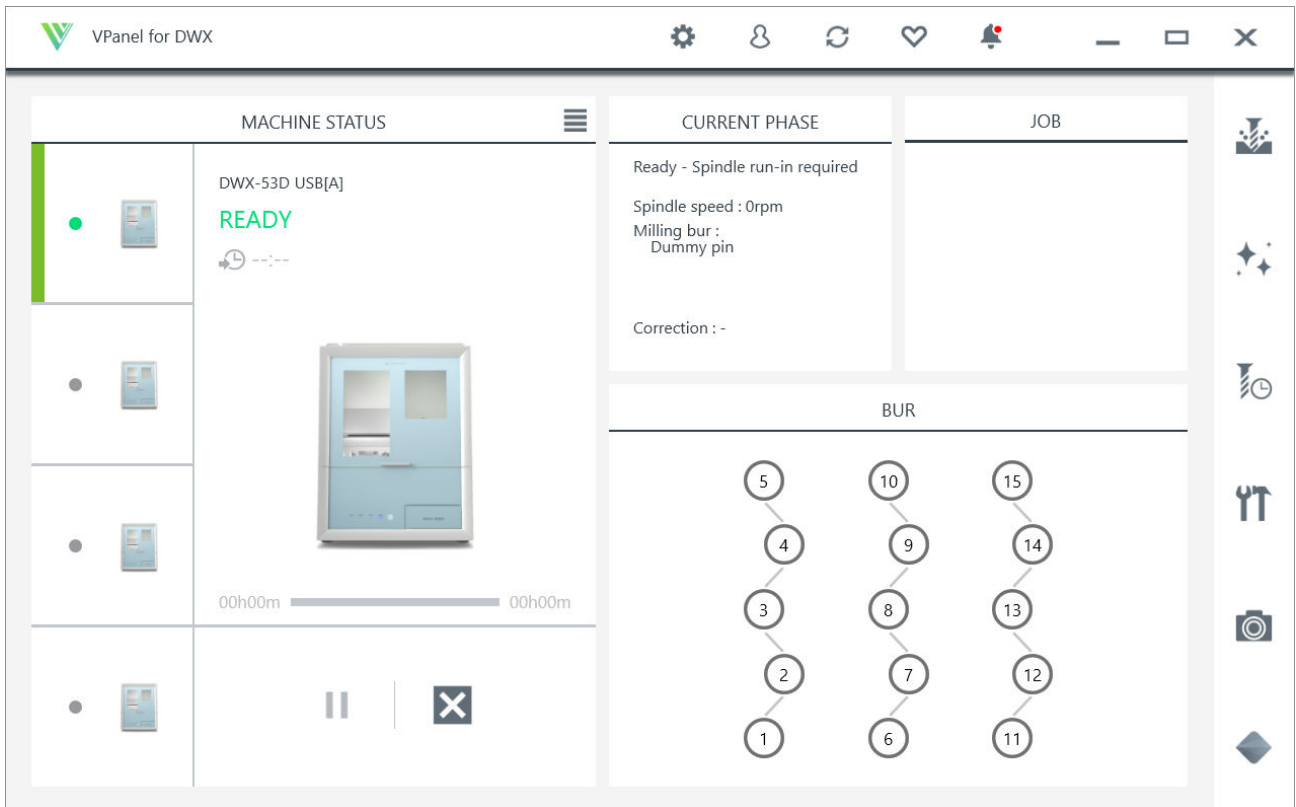 VPanel for DWX
MACHINE STATUS
DWX-53D USB[A]
READY
--:--
00h00m
00h00m
CURRENT PHASE
Ready - Spindle run-in required
Spindle speed : 0rpm
Milling bur :
Dummy pin
Correction : -
JOB
BUR
5 10 15
4 9 14
3 8 13
2 7 12
1 6 11